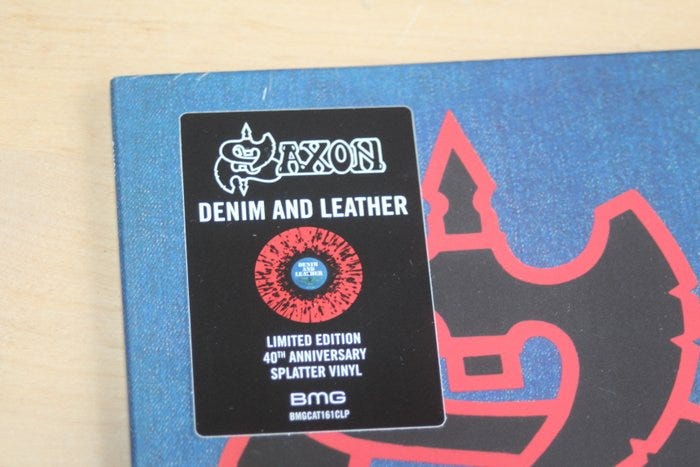 SAXON
DENIM AND LEATHER
DENIM
AND
LEATHER
LIMITED EDITION
40TH ANNIVERSARY
SPLATTER VINYL
BMG
BMGCAT161CLP